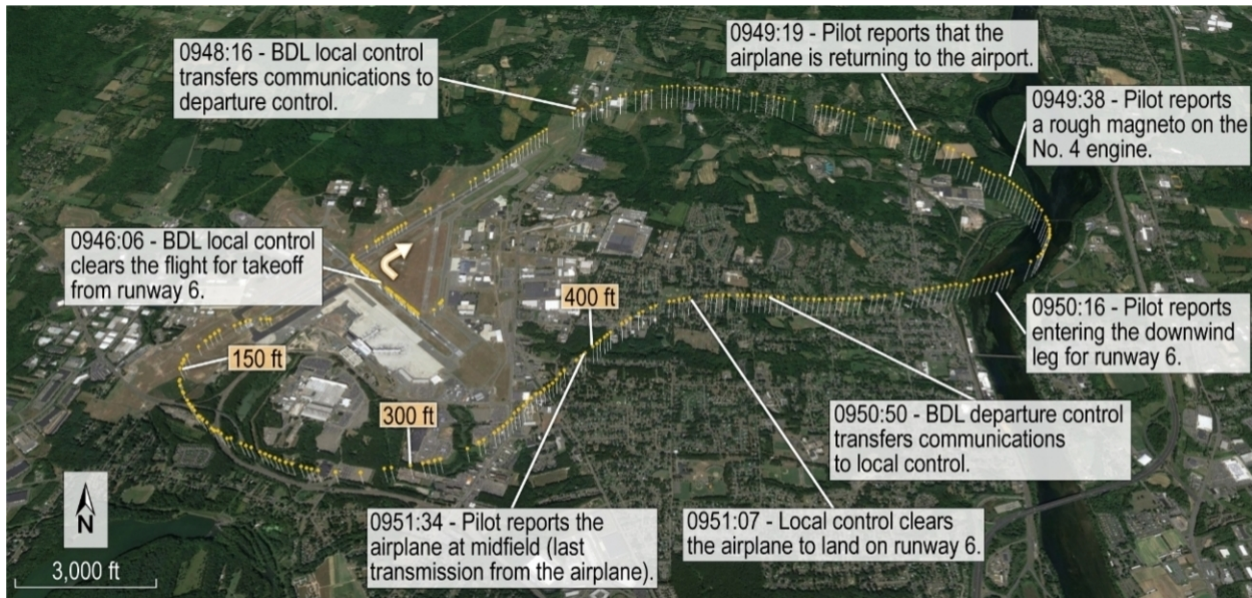 0948:16 - BDL local control
transfers communications to
departure control.
0949:19 - Pilot reports that the
airplane is returning to the airport.
0949:38 - Pilot reports
a rough magneto on the
No. 4 engine.
0946:06 - BDL local control
clears the flight for takeoff
from runway 6.
400 ft
150 ft
0950:16 - Pilot reports
entering the downwind
leg for runway 6.
300 ft
0950:50 - BDL departure control
transfers communications
to local control.
N
3,000 ft
0951:34 - Pilot reports the
airplane at midfield (last
transmission from the airplane).
0951:07 - Local control clears
the airplane to land on runway 6.